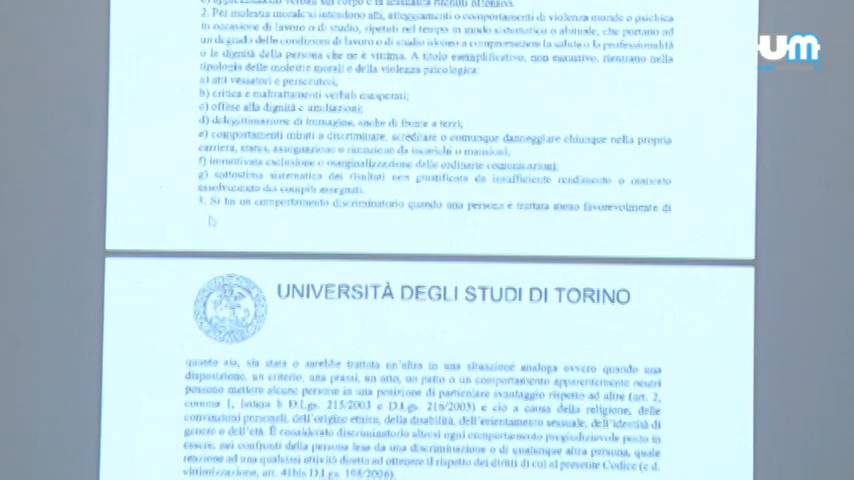 2. Per molestia morale si intendono atti, atteggiamenti o comportamenti di violenza morale o psichica
in occasione di lavoro o di studio, ripetuti nel tempo in modo sistematico o abituale, che portano ad
un degrado delle condizioni di lavoro o di studio idoneo a compromettere la salute o la professionalità
o la dignità della persona che ne è vittima. A titolo esemplificativo, non esaustivo, rientrano nella
tipologia delle molestie morali e della violenza psicologica:
a) atti vessatori e persecutori;
b) critica e maltrattamenti verbali esasperati;
c) offese alla dignità e umiliazioni;
d) delegittimazione di immagine, anche di fronte a terzi;
e) comportamenti mirati a discriminare, screditare o comunque danneggiare chiunque nella propria
carriera, status, assegnazione o rimozione da incarichi o mansioni;
f) immotivata esclusione o marginalizzazione dalle ordinarie comunicazioni;
g) sottostima sistematica dei risultati non giustificata da insufficiente rendimento o mancato
assolvimento dei compiti assegnati.
3. Si ha un comportamento discriminatorio quando una persona è trattata meno favorevolmente di
UNIVERSITÀ DEGLI STUDI DI TORINO
quanto sia, sia stata o sarebbe trattata un'altra in una situazione analoga ovvero quando una
disposizione, un criterio, una prassi, un atto, un patto o un comportamento apparentemente neutri
possono mettere alcune persone in una posizione di particolare svantaggio rispetto ad altre (art. 2,
comma 1, lettera b D.Lgs. 215/2003 e D.Lgs. 216/2003) e ciò a causa della religione, delle
convinzioni personali, dell'origine etnica, della disabilità, dell'orientamento sessuale, dell'identità di
genere o dell'età. È considerato discriminatorio altresì ogni comportamento pregiudizievole posto in
essere, nei confronti della persona lesa da una discriminazione o di qualunque altra persona, quale
reazione ad una qualsiasi attività diretta ad ottenere il rispetto dei diritti di cui al presente Codice (c.d.
vittimizzazione, art. 41bis D.Lgs. 198/2006).